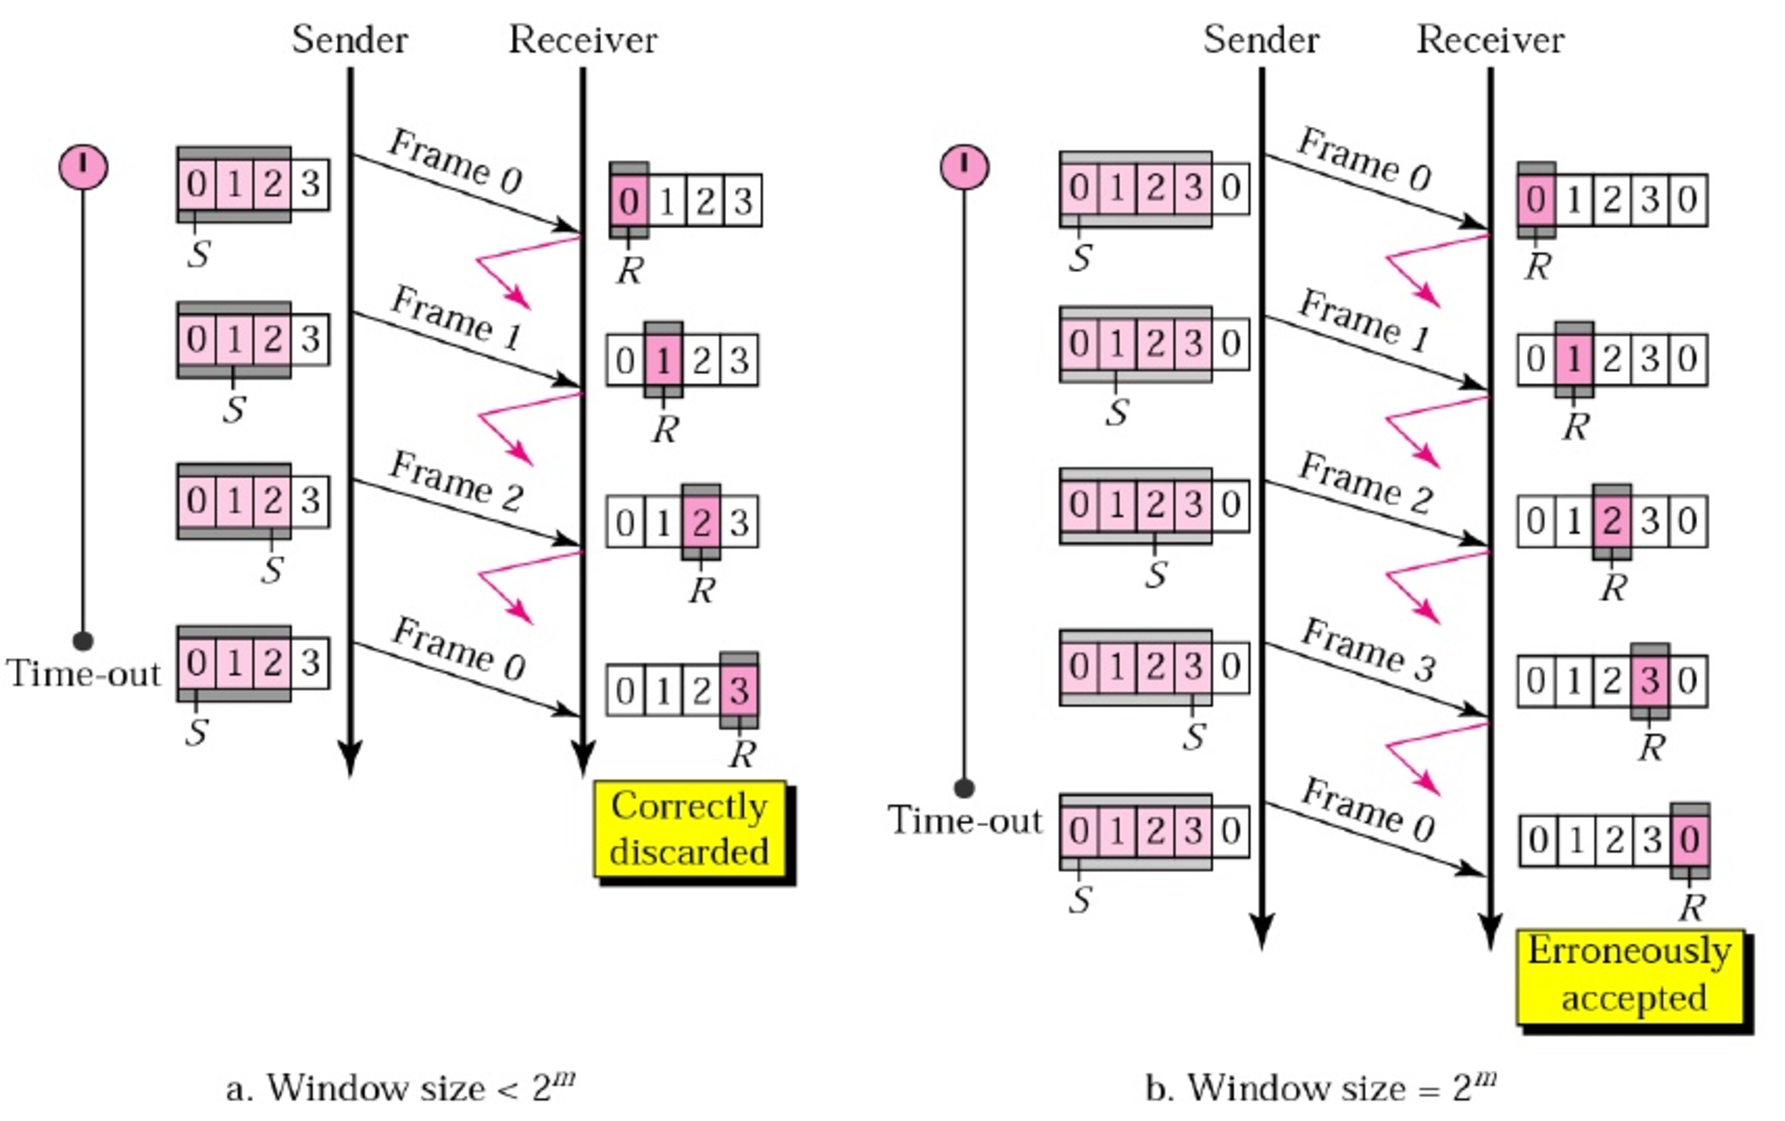 Sender Receiver
Frame 0
0 1 2 3
S
0 1 2 3
R
Frame 1
0 1 2 3
S
0 1 2 3
R
Frame 2
0 1 2 3
S
0 1 2 3
R
Frame 0
Time-out
0 1 2 3
S
0 1 2 3
R
Correctly
discarded
a. Window size < 2^m
Sender Receiver
Frame 0
0 1 2 3 0
S
0 1 2 3 0
R
Frame 1
0 1 2 3 0
S
0 1 2 3 0
R
Frame 2
0 1 2 3 0
S
0 1 2 3 0
R
Frame 3
0 1 2 3 0
S
0 1 2 3 0
R
Frame 0
Time-out
0 1 2 3 0
S
0 1 2 3 0
R
Erroneously
accepted
b. Window size = 2^m